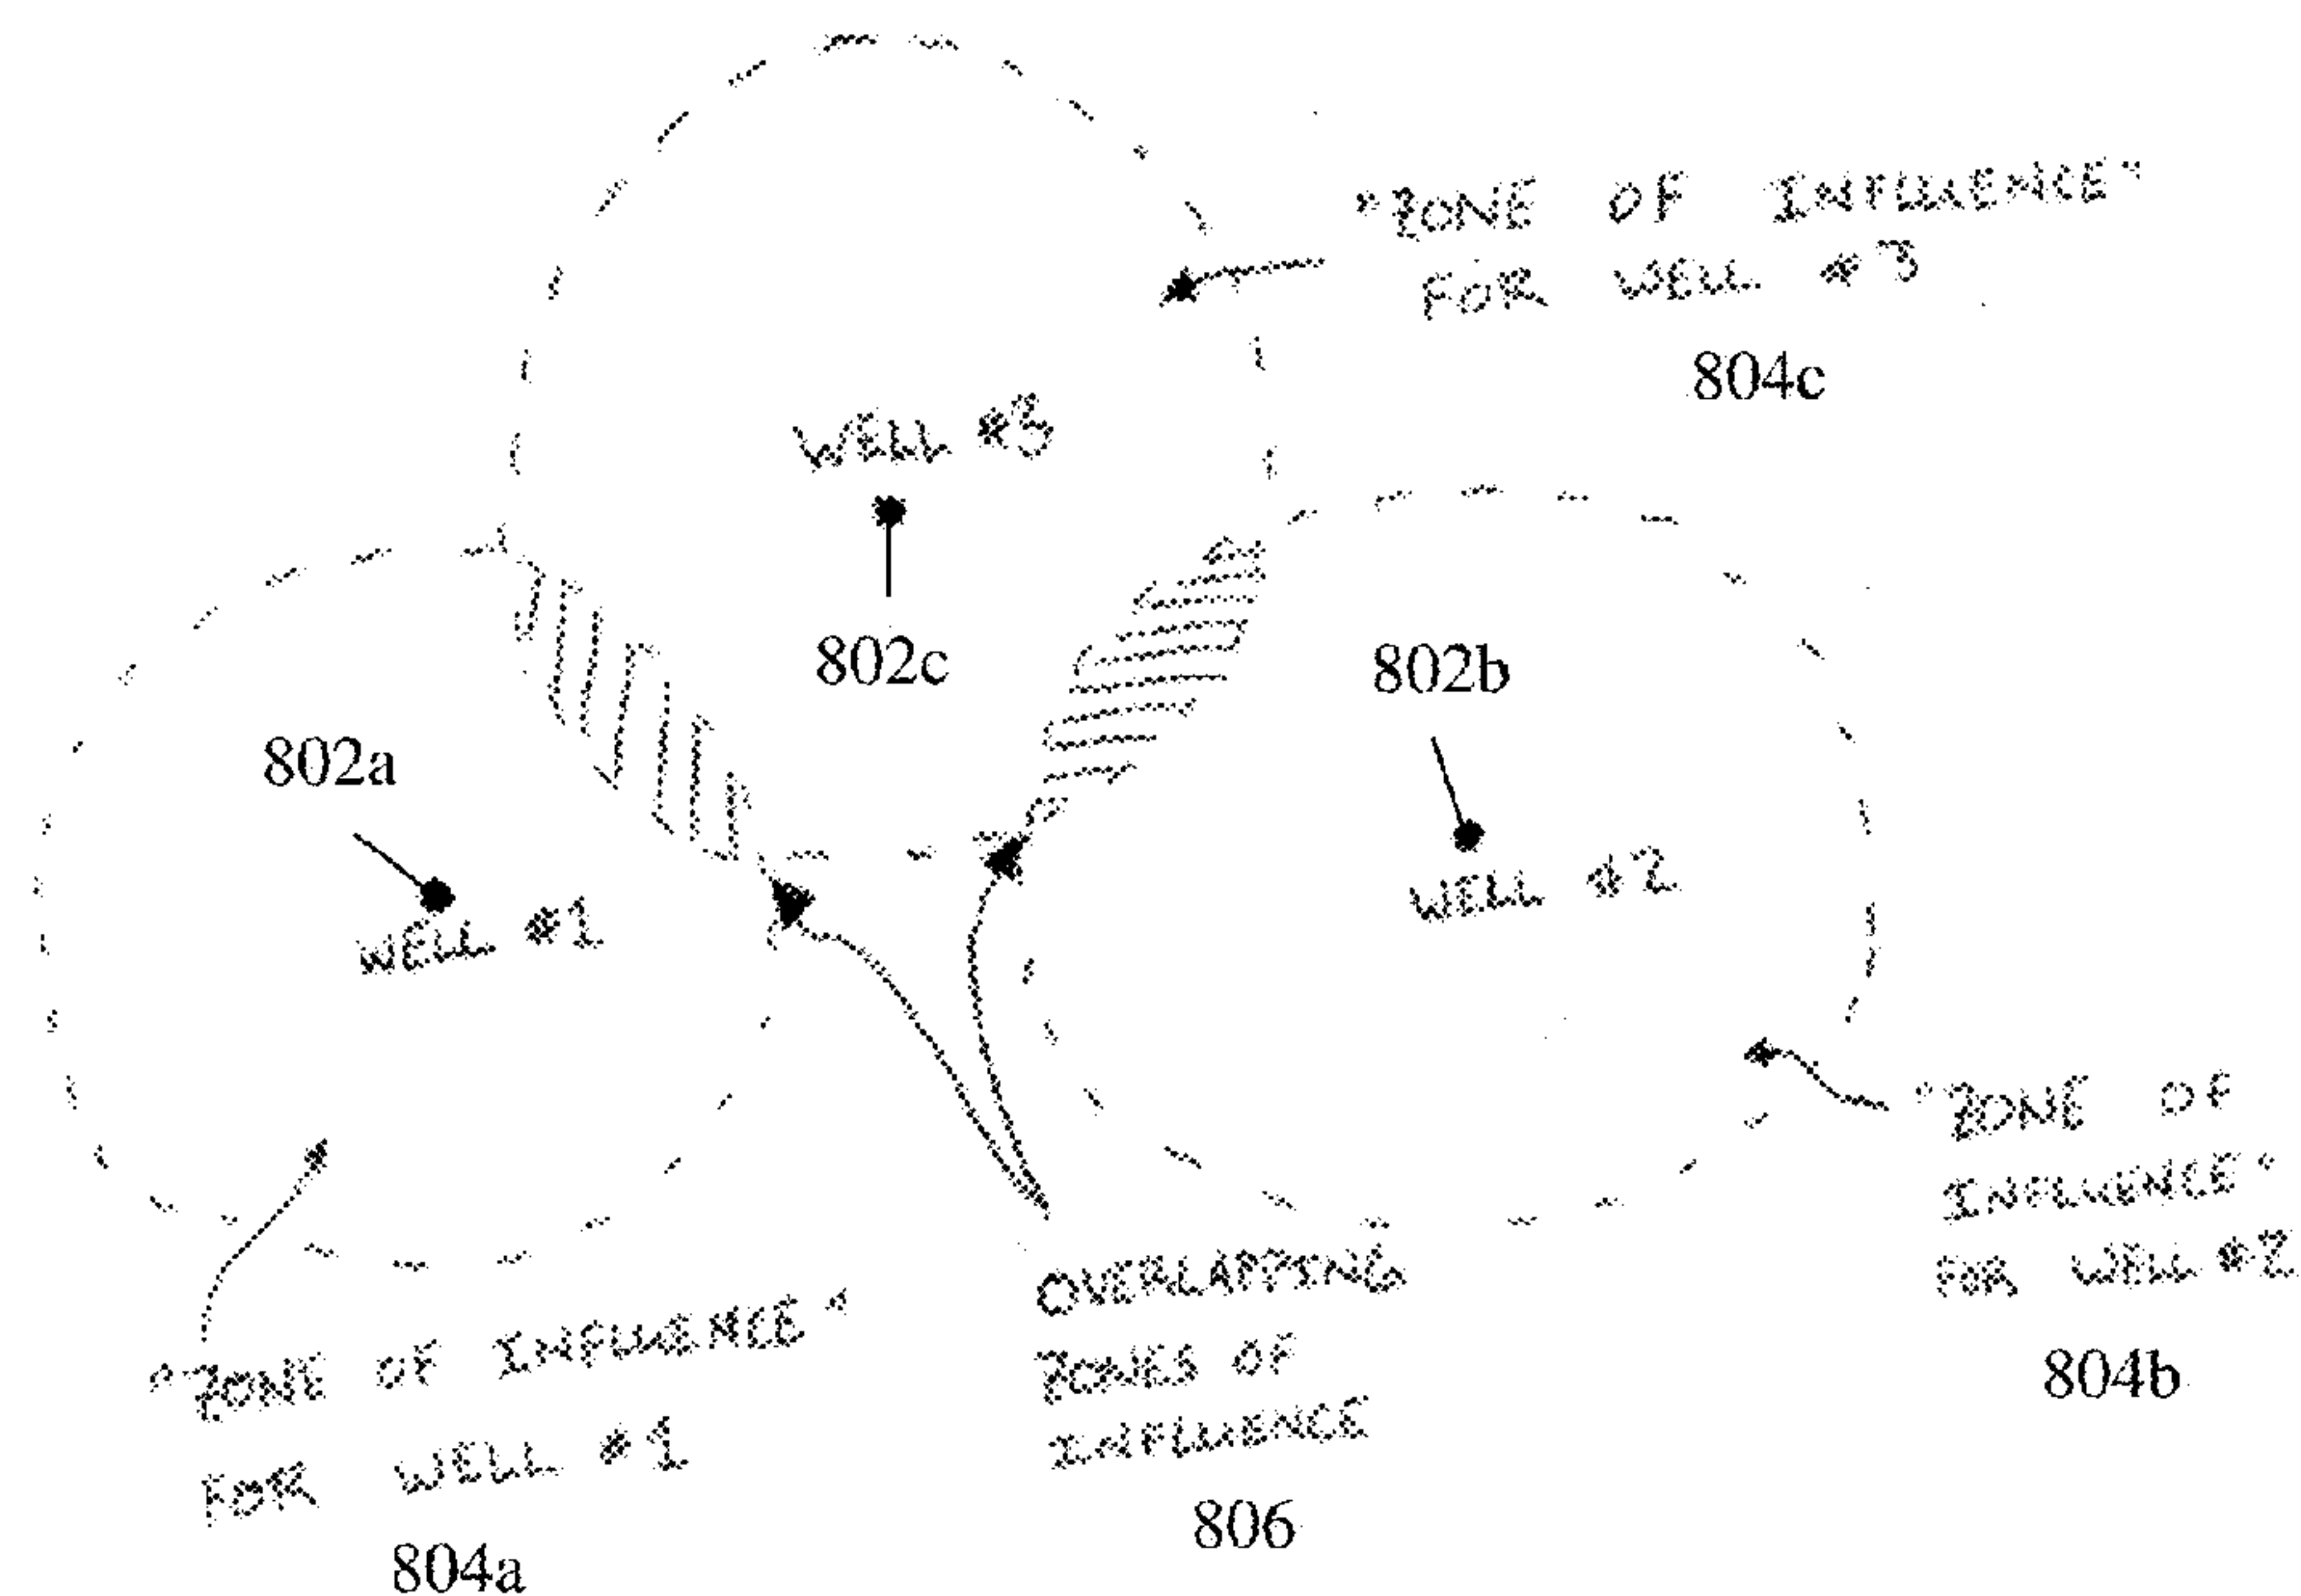 "ZONE OF INFLUENCE"
FOR WELL #3
804c
WELL #3
802c
802b
802a
WELL #2
WELL #1
"ZONE OF
INFLUENCE"
FOR WELL #2
804b
"ZONE OF INFLUENCE"
FOR WELL #1
804a
OVERLAPPING
ZONES OF
INFLUENCE
806